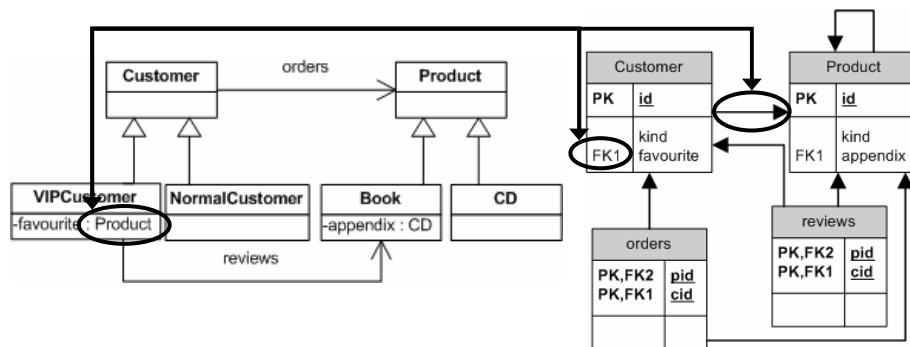 Customer
orders
Product
VIPCustomer
-favourite : Product
NormalCustomer
Book
-appendix : CD
CD
reviews
Customer
PK id
kind
FK1 favourite
Product
PK id
kind
FK1 appendix
orders
PK,FK2 pid
PK,FK1 cid
reviews
PK,FK2 pid
PK,FK1 cid